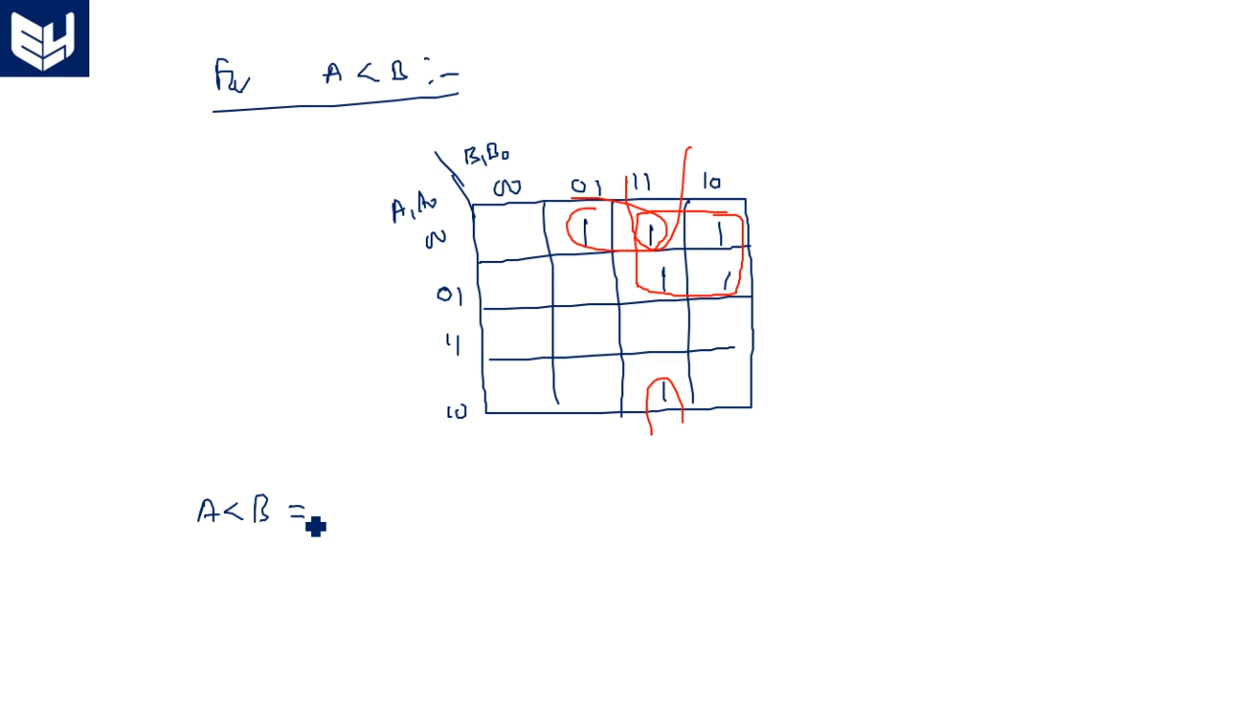 For A < B :-
B₁B₀
A₁A₀ 00 01 11 10
00 1 1 1
01 1 1
11
10 1
A < B =